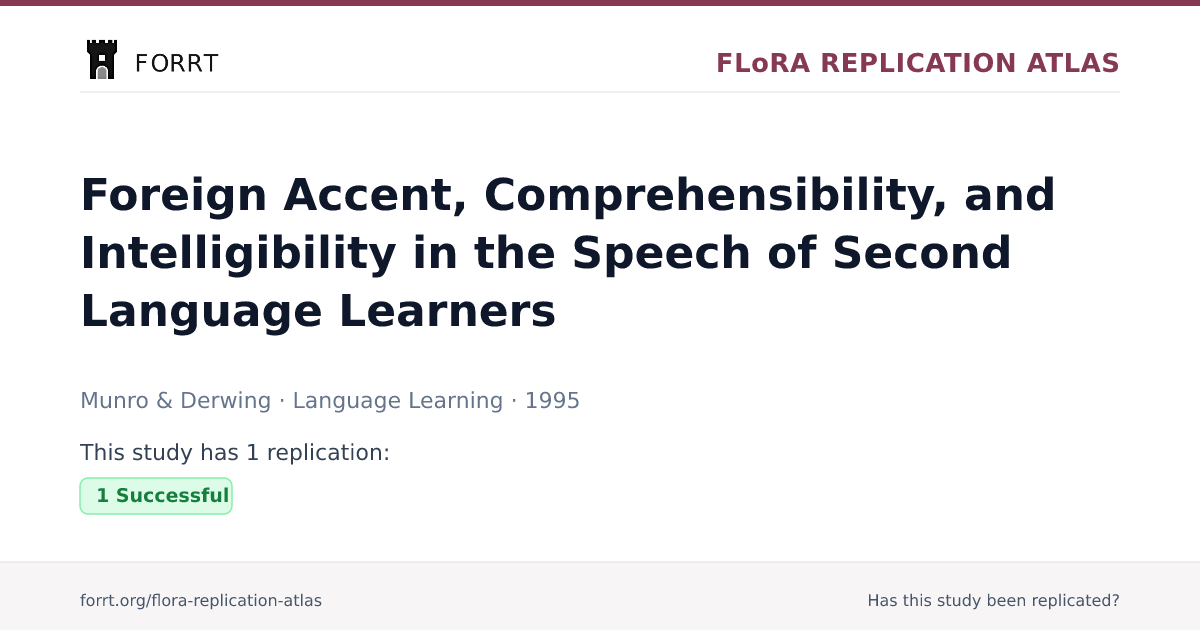 FORRT
FLoRA REPLICATION ATLAS
Foreign Accent, Comprehensibility, and
Intelligibility in the Speech of Second
Language Learners
Munro & Derwing · Language Learning · 1995
This study has 1 replication:
1 Successful
forrt.org/flora-replication-atlas
Has this study been replicated?